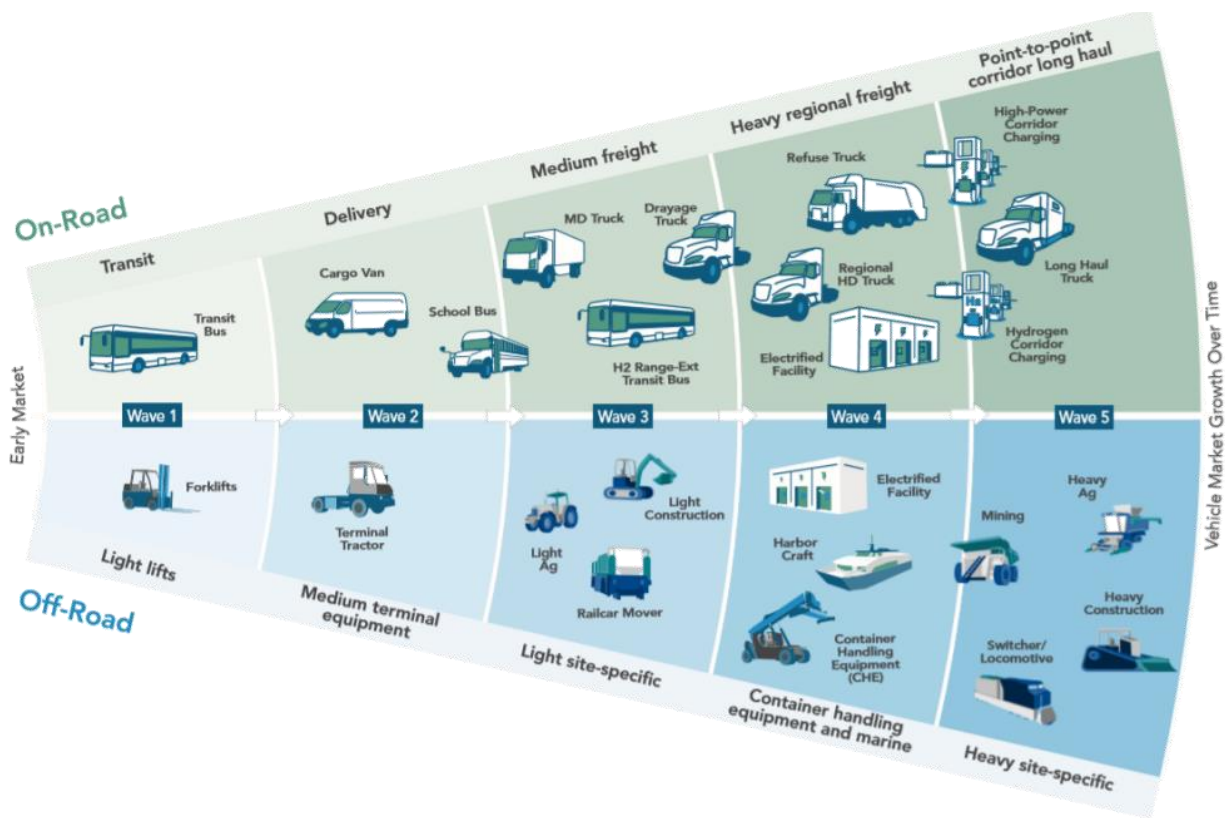 On-Road
Transit
Delivery
Medium freight
Heavy regional freight
Point-to-point
corridor long haul
Transit
Bus
Cargo Van
School Bus
MD Truck
Drayage
Truck
H2 Range-Ext
Transit Bus
Refuse Truck
Regional
HD Truck
Electrified
Facility
High-Power
Corridor
Charging
Long Haul
Truck
H₂
Hydrogen
Corridor
Charging
Early Market
Wave 1
Wave 2
Wave 3
Wave 4
Wave 5
Vehicle Market Growth Over Time
Forklifts
Terminal
Tractor
Light
Construction
Light
Ag
Railcar Mover
Electrified
Facility
Harbor
Craft
Container
Handling
Equipment
(CHE)
Heavy
Ag
Mining
Heavy
Construction
Switcher/
Locomotive
Off-Road
Light lifts
Medium terminal
equipment
Light site-specific
Container handling
equipment and marine
Heavy site-specific